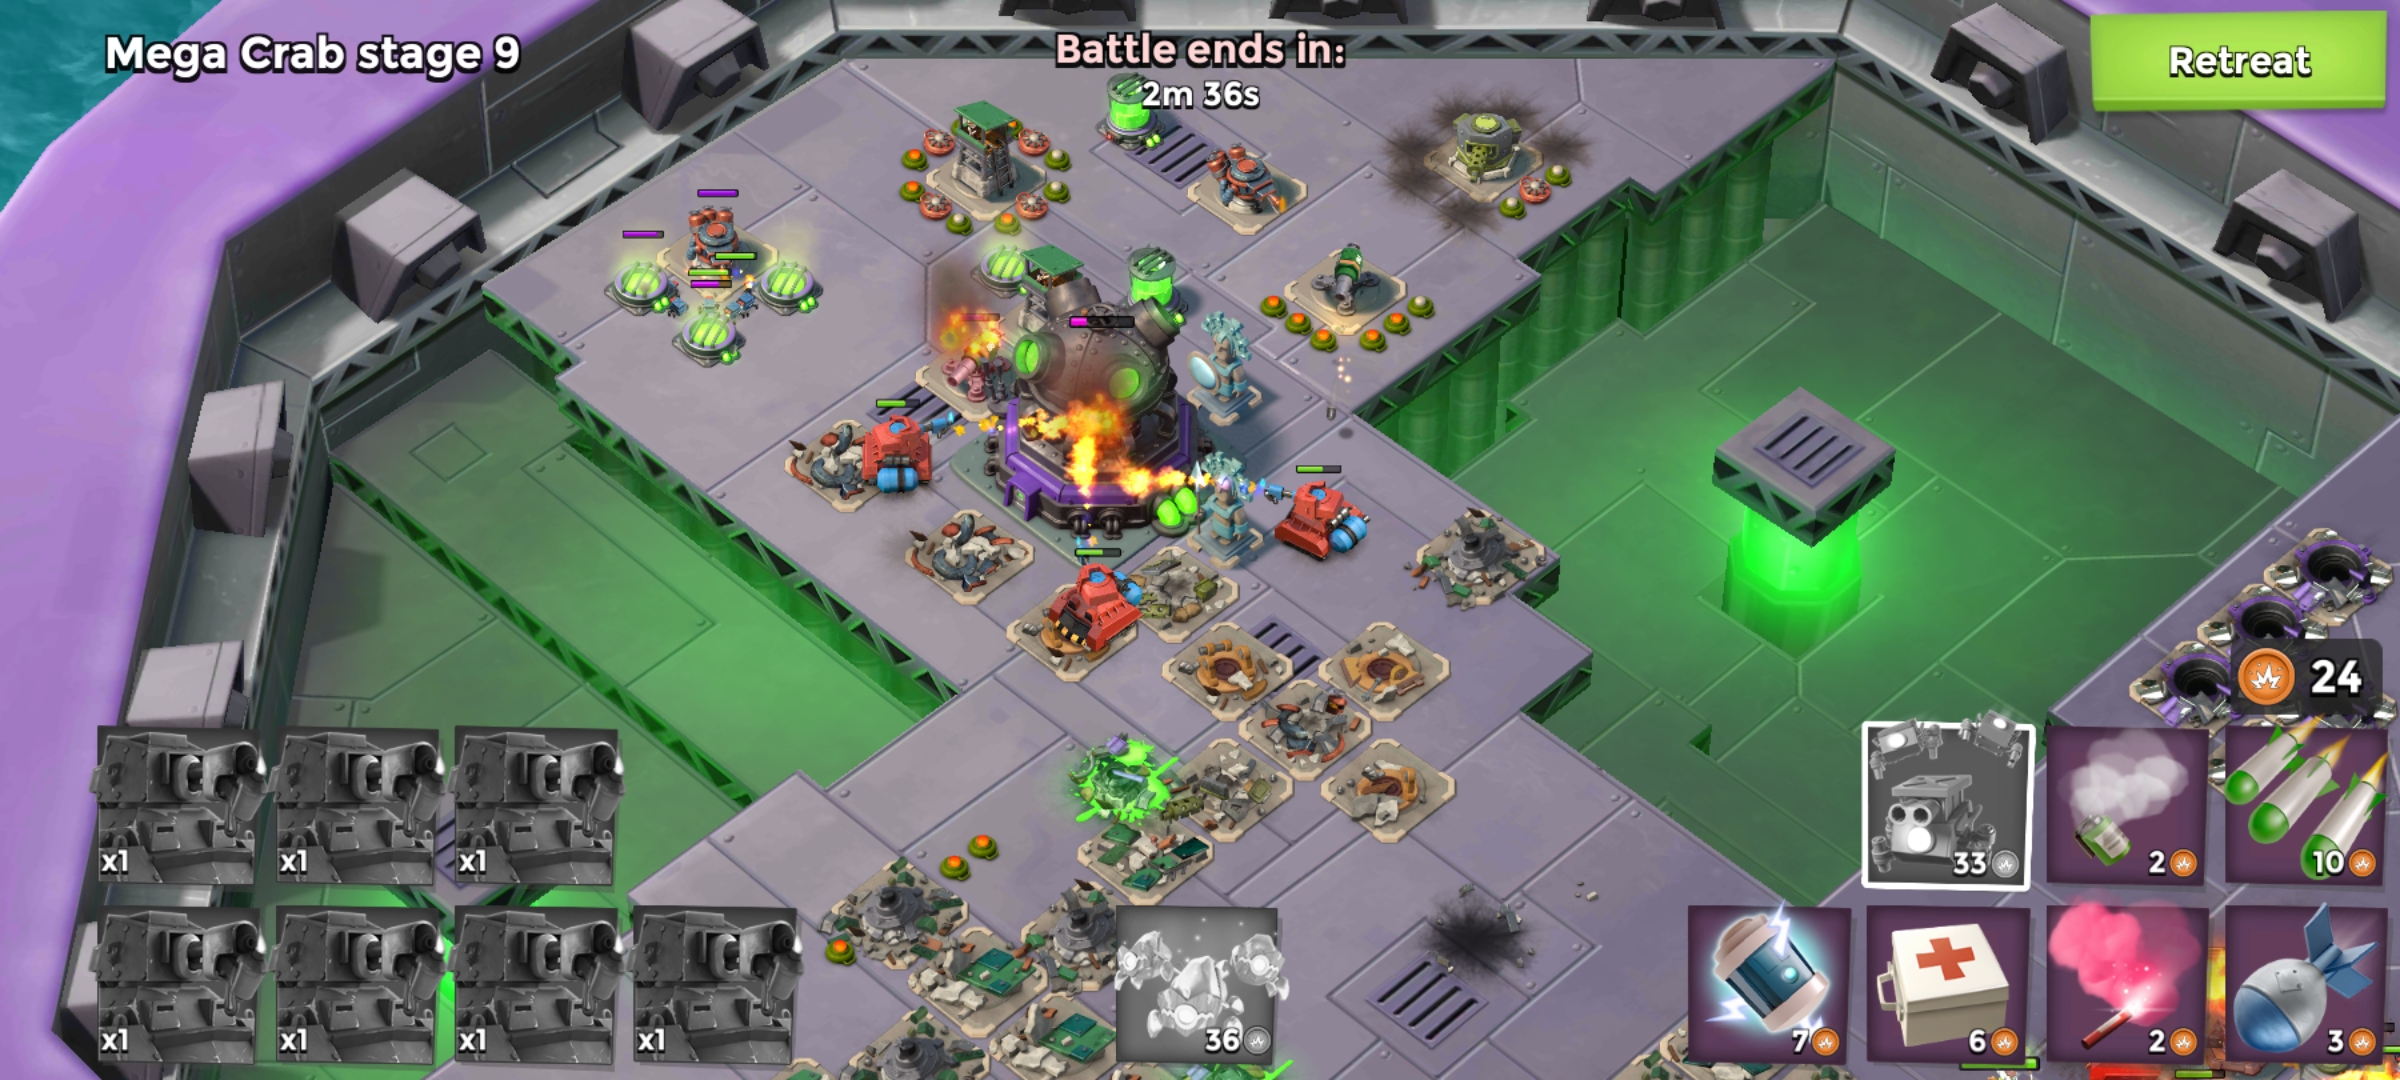 Mega Crab stage 9
Battle ends in:
2m 36s
Retreat
24
x1
x1
x1
33
2
10
x1
x1
x1
x1
36
7
6
2
3